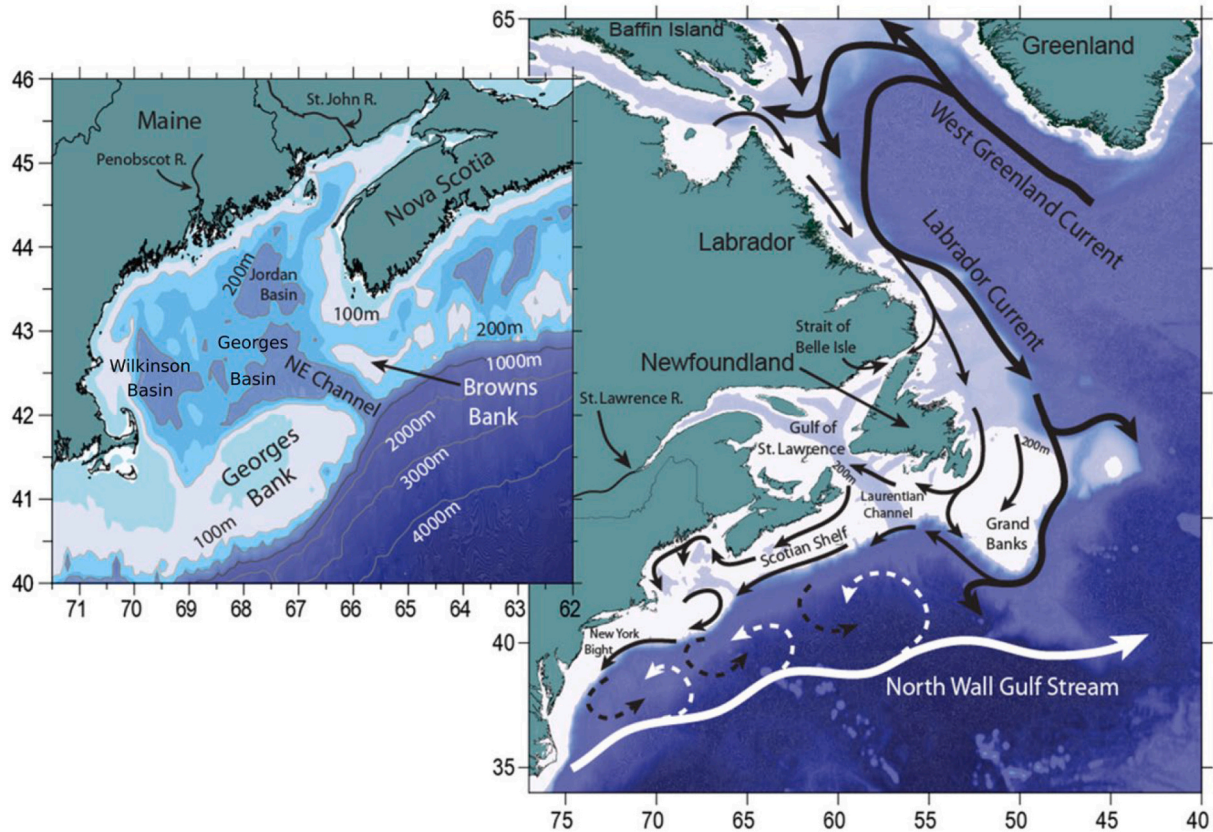 46
45
44
43
42
41
40
71
70
69
68
67
66
65
64
63
62
Maine
St. John R.
Penobscot R.
Nova Scotia
200m
Jordan
Basin
100m
200m
Georges
Basin
Wilkinson
Basin
NE Channel
1000m
Browns
Bank
2000m
3000m
4000m
Georges
Bank
100m
65
40
35
75
70
65
60
55
50
45
40
Baffin Island
Greenland
West Greenland Current
Labrador
Labrador Current
Strait of
Belle Isle
Newfoundland
St. Lawrence R.
Gulf of
St. Lawrence
200m
200m
Laurentian
Channel
Grand
Banks
Scotian Shelf
New York
Bight
North Wall Gulf Stream